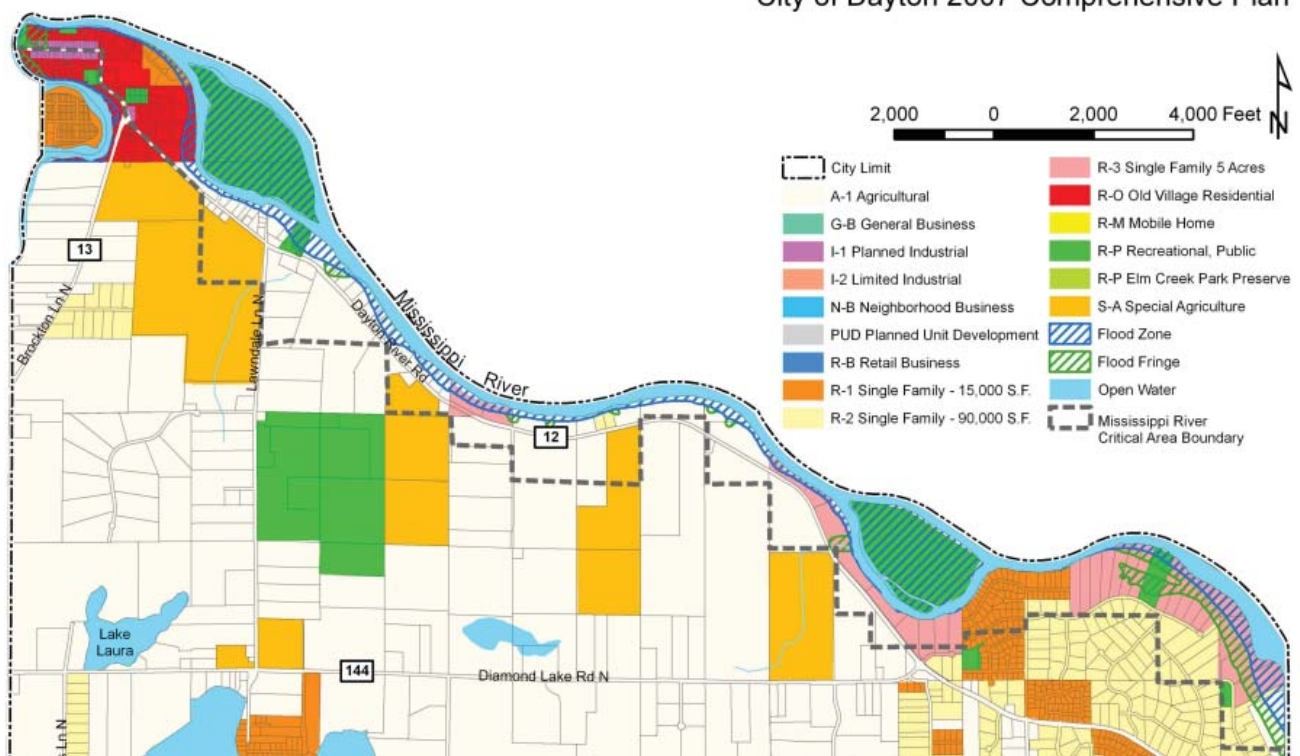 City of Dayton 2007 Comprehensive Plan
N
2,000 0 2,000 4,000 Feet
City Limit
A-1 Agricultural
G-B General Business
I-1 Planned Industrial
I-2 Limited Industrial
N-B Neighborhood Business
PUD Planned Unit Development
R-B Retail Business
R-1 Single Family - 15,000 S.F.
R-2 Single Family - 90,000 S.F.
R-3 Single Family 5 Acres
R-O Old Village Residential
R-M Mobile Home
R-P Recreational, Public
R-P Elm Creek Park Preserve
S-A Special Agriculture
Flood Zone
Flood Fringe
Open Water
Mississippi River
Critical Area Boundary
13
Brockton Ln N
Lawndale Ln N
Dayton River Rd
Mississippi
River
12
Lake
Laura
144
Diamond Lake Rd N
s Ln N